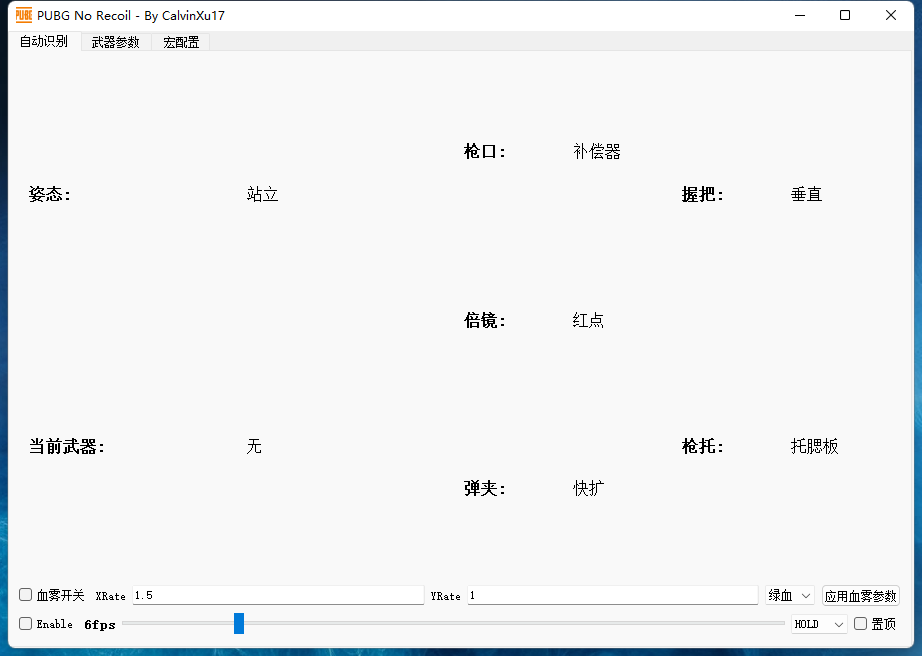 PUBG PUBG No Recoil - By CalvinXu17
自动识别 武器参数 宏配置
枪口: 补偿器
姿态: 站立 握把: 垂直
倍镜: 红点
当前武器: 无 枪托: 托腮板
弹夹: 快扩
血雾开关 XRate 1.5 YRate 1 绿血 应用血雾参数
Enable 6fps HOLD 置顶